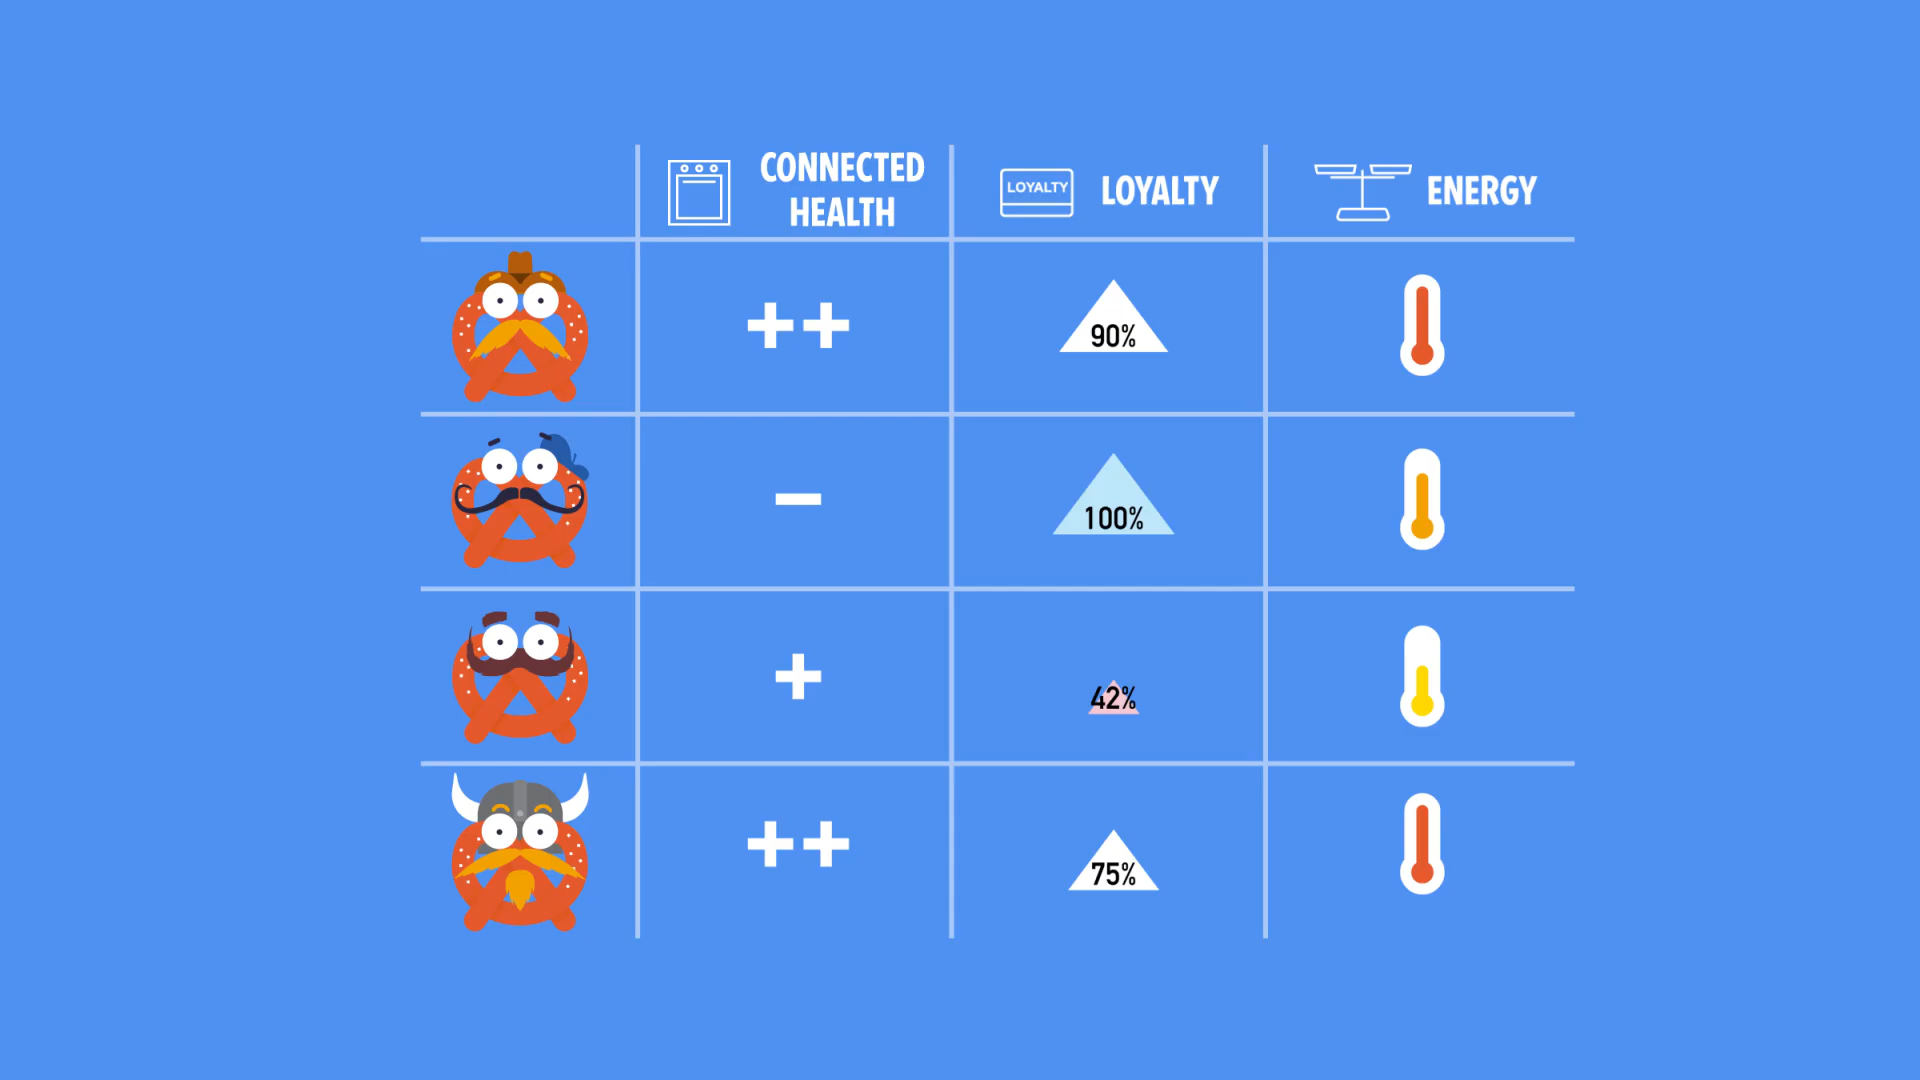 CONNECTED
HEALTH
LOYALTY
LOYALTY
ENERGY
++
90%
–
100%
+
42%
++
75%